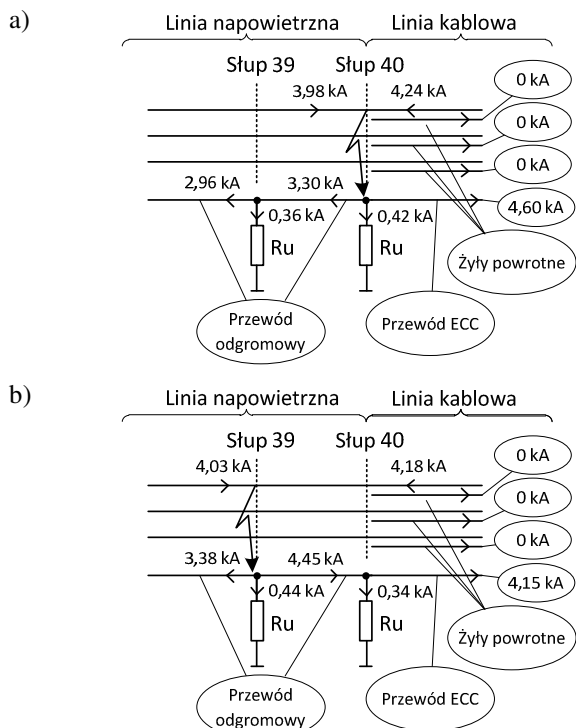 a)
Linia napowietrzna Linia kablowa
Słup 39 Słup 40
3,98 kA 4,24 kA
0 kA
0 kA
0 kA
2,96 kA 3,30 kA
4,60 kA
0,36 kA 0,42 kA
Ru Ru
Żyły powrotne
Przewód odgromowy
Przewód ECC
b)
Linia napowietrzna Linia kablowa
Słup 39 Słup 40
4,03 kA 4,18 kA
0 kA
0 kA
0 kA
3,38 kA 4,45 kA
4,15 kA
0,44 kA 0,34 kA
Ru Ru
Żyły powrotne
Przewód odgromowy
Przewód ECC